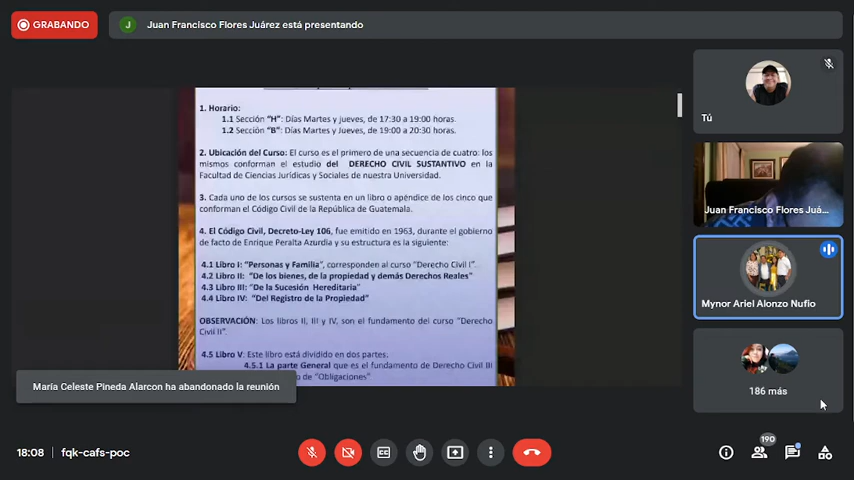 GRABANDO
J
Juan Francisco Flores Juárez está presentando
1. Horario:
1.1 Sección "H": Días Martes y jueves, de 17:30 a 19:00 horas.
1.2 Sección "B": Días Martes y Jueves, de 19:00 a 20:30 horas.
2. Ubicación del Curso: El curso es el primero de una secuencia de cuatro: los
mismos conforman el estudio del DERECHO CIVIL SUSTANTIVO en la
Facultad de Ciencias Jurídicas y Sociales de nuestra Universidad.
3. Cada uno de los cursos se sustenta en un libro o apéndice de los cinco que
conforman el Código Civil de la República de Guatemala.
4. El Código Civil, Decreto-Ley 106, fue emitido en 1963, durante el gobierno
de facto de Enrique Peralta Azurdia y su estructura es la siguiente:
4.1 Libro I: "Personas y Familia", corresponden al curso "Derecho Civil I".
4.2 Libro II: "De los bienes, de la propiedad y demás Derechos Reales"
4.3 Libro III: "De la Sucesión Hereditaria"
4.4 Libro IV: "Del Registro de la Propiedad"
OBSERVACIÓN: Los libros II, III y IV, son el fundamento del curso "Derecho
Civil II".
4.5 Libro V: Este libro está dividido en dos partes.
4.5.1 La parte General que es el fundamento de Derecho Civil III
o de "Obligaciones"
María Celeste Pineda Alarcon ha abandonado la reunión
Tú
Juan Francisco Flores Juá...
Mynor Ariel Alonzo Nufio
186 más
18:08
fqk-cafs-poc
190